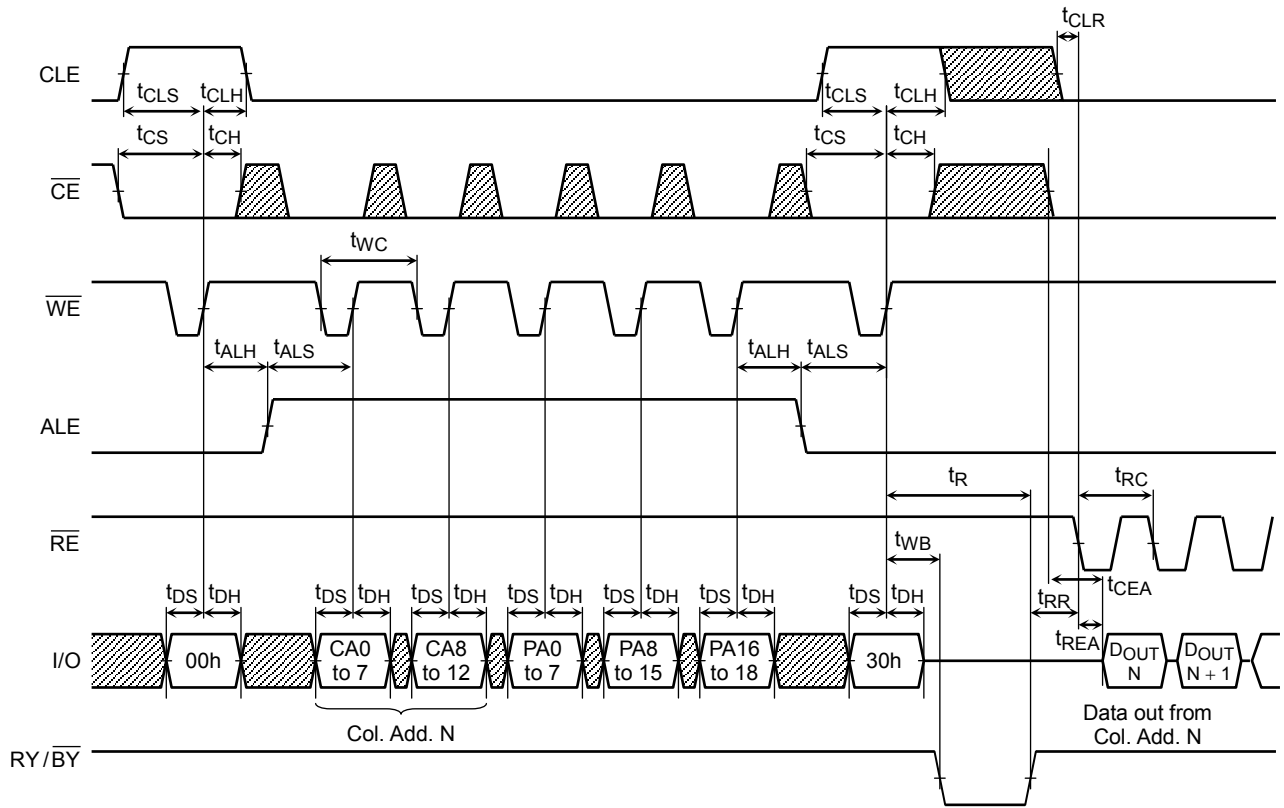 tCLR
CLE
tCLS tCLH tCLS tCLH
tCS tCH tCS tCH
CE
tWC
WE
tALH tALS tALH tALS
ALE
tR tRC
RE
tWB
tDS tDH tDS tDH tDS tDH tDS tDH tDS tDH tDS tDH tDS tDH tRR tCEA
tREA
I/O 00h CA0 to 7 CA8 to 12 PA0 to 7 PA8 to 15 PA16 to 18 30h DOUT N DOUT N + 1
Col. Add. N
Data out from
Col. Add. N
RY/BY